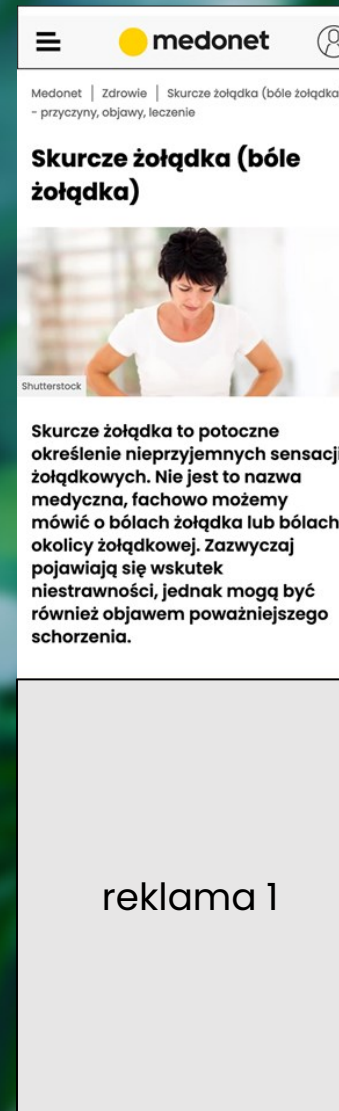 medonet
Medonet | Zdrowie | Skurcze żołądka (bóle żołądka
- przyczyny, objawy, leczenie
Skurcze żołądka (bóle
żołądka)
Shutterstock
Skurcze żołądka to potoczne
określenie nieprzyjemnych sensacji
żołądkowych. Nie jest to nazwa
medyczna, fachowo możemy
mówić o bólach żołądka lub bólach
okolicy żołądkowej. Zazwyczaj
pojawiają się wskutek
niestrawności, jednak mogą być
również objawem poważniejszego
schorzenia.
reklama 1